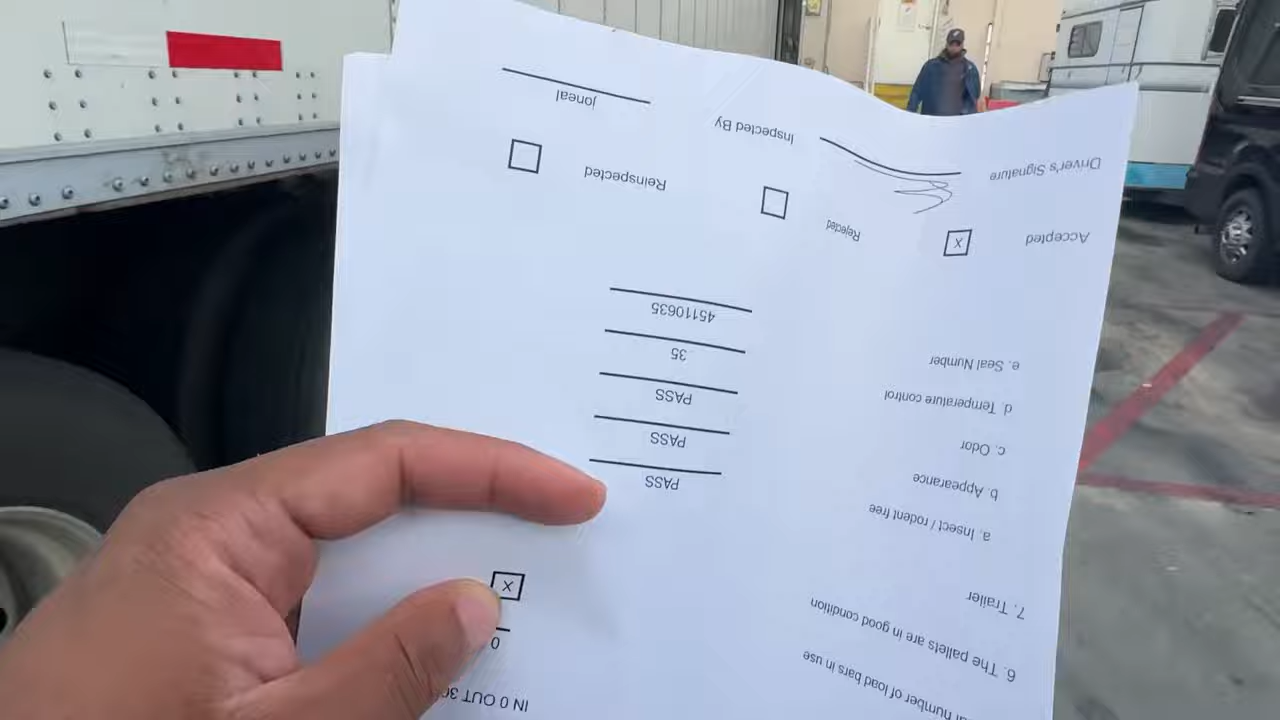 IN 0 OUT
number of load bars in use 0
6. The pallets are in good condition X
7. Trailer
a. Insect / rodent free PASS
b. Appearance PASS
c. Odor PASS
d. Temperature control 35
e. Seal Number 45110635
Accepted X Rejected Reinspected
Driver's Signature Inspected By joneal